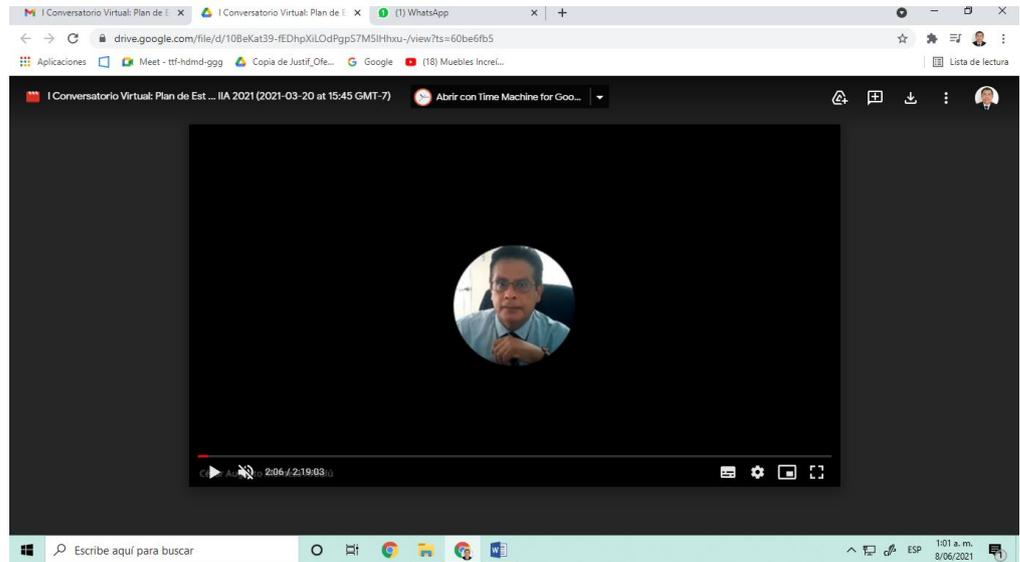 I Conversatorio Virtual: Plan de E
I Conversatorio Virtual: Plan de E
(1) WhatsApp
drive.google.com/file/d/10BeKat39-fEDhpXiLOdPgpS7M5IHhxu-/view?ts=60be6fb5
Aplicaciones
Meet - ttf-hdmd-ggg
Copia de Justif_Ofe...
Google
(18) Muebles Increí...
Lista de lectura
I Conversatorio Virtual: Plan de Est ... IIA 2021 (2021-03-20 at 15:45 GMT-7)
Abrir con Time Machine for Goo...
2:06 / 2:19:03
Escribe aquí para buscar
ESP
1:01 a. m.
8/06/2021